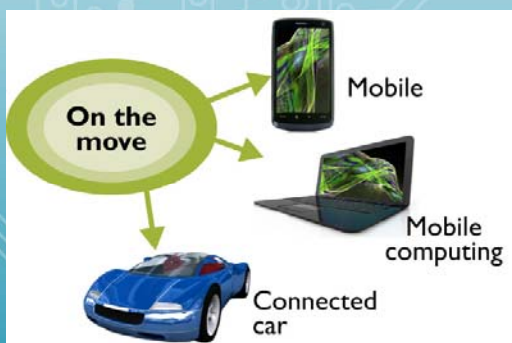 On the
move
Mobile
Mobile
computing
Connected
car